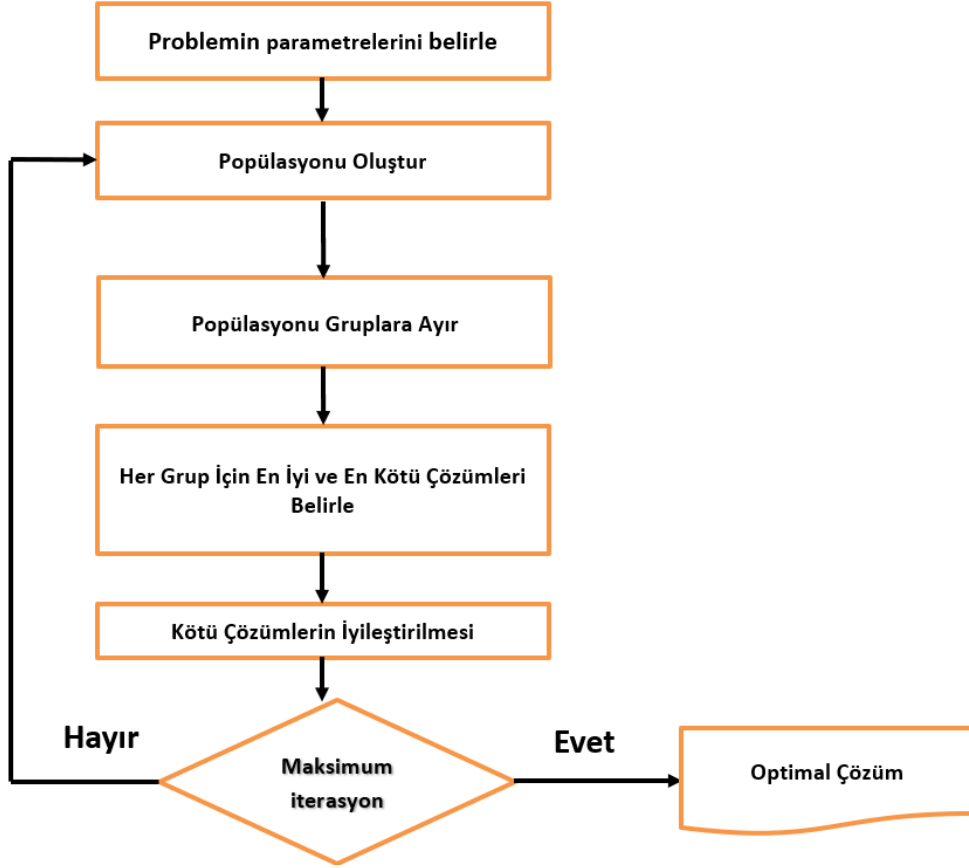 Problemin parametrelerini belirle
Popülasyonu Oluştur
Popülasyonu Gruplara Ayır
Her Grup İçin En İyi ve En Kötü Çözümleri
Belirle
Kötü Çözümlerin İyileştirilmesi
Hayır
Maksimum
iterasyon
Evet
Optimal Çözüm